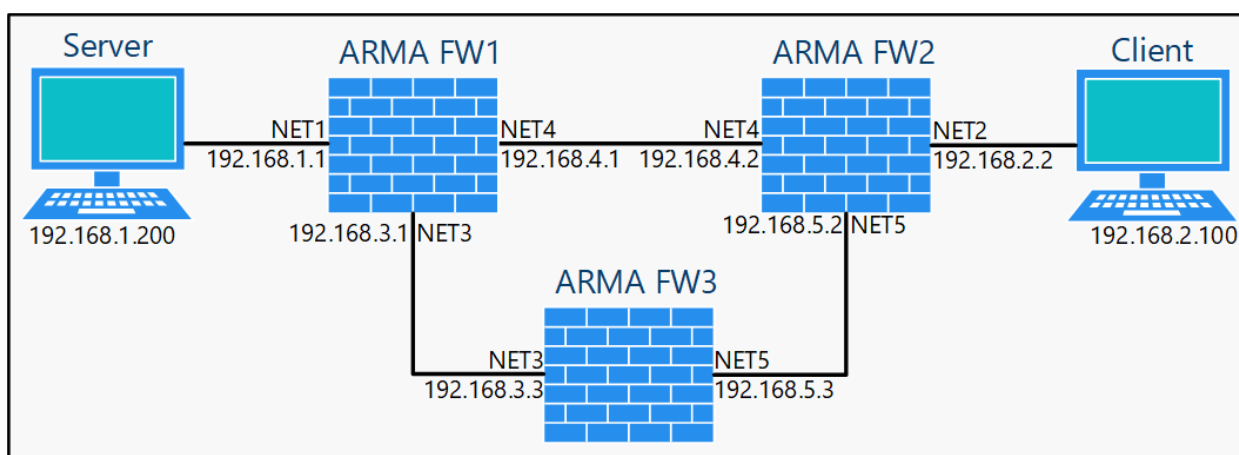 Server
ARMA FW1
ARMA FW2
Client
NET1
192.168.1.1
NET4
192.168.4.1
NET4
192.168.4.2
NET2
192.168.2.2
192.168.1.200
192.168.3.1
NET3
192.168.5.2
NET5
192.168.2.100
ARMA FW3
NET3
192.168.3.3
NET5
192.168.5.3